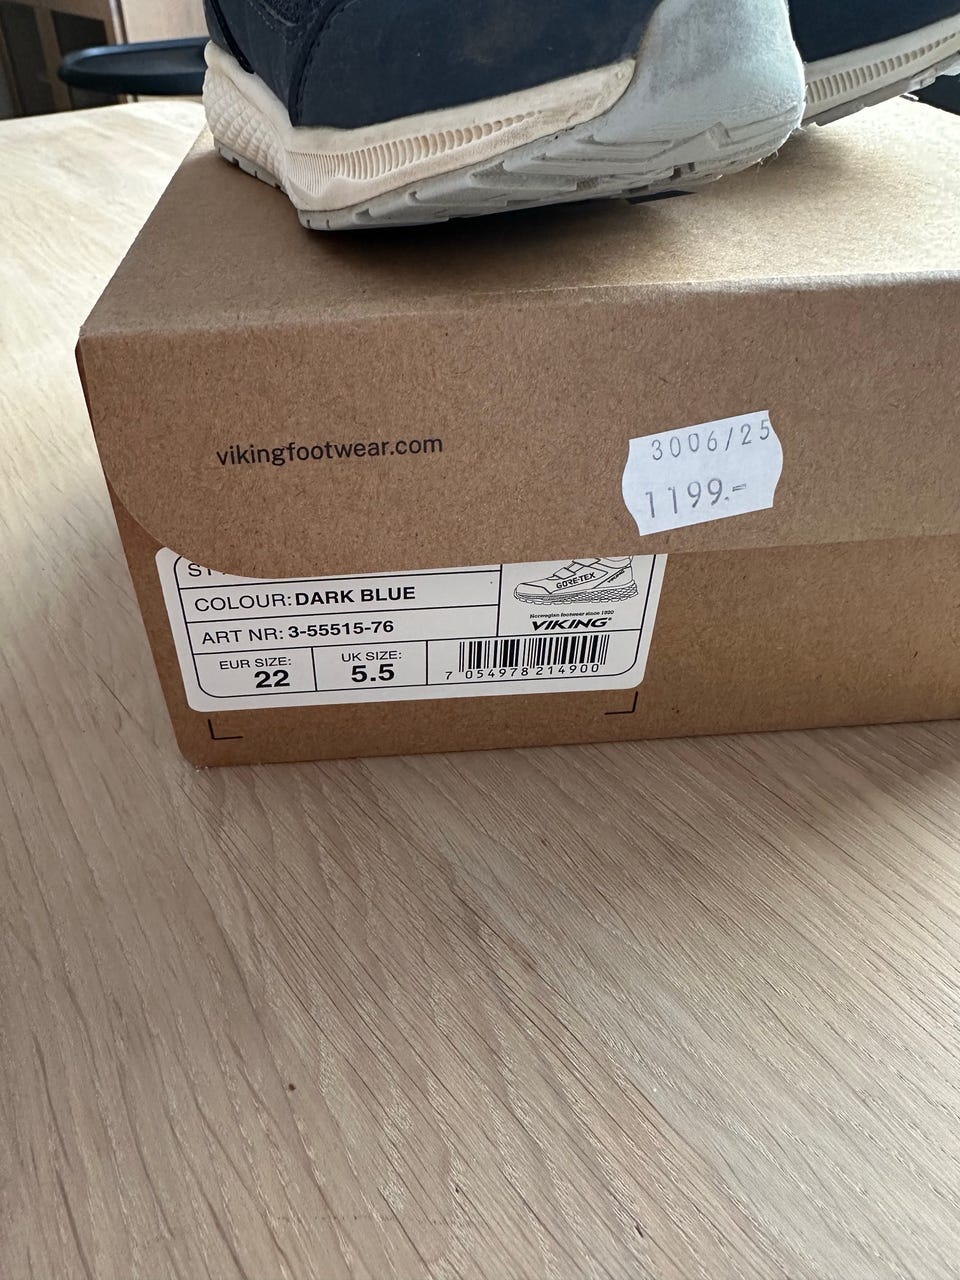 vikingfootwear.com
3006/25
1199.-
COLOUR: DARK BLUE
ART NR: 3-55515-76
EUR SIZE:
22
UK SIZE:
5.5
GORE-TEX
VIKING
Norwegian footwear since 1920
VIKING®
7 054978 214900